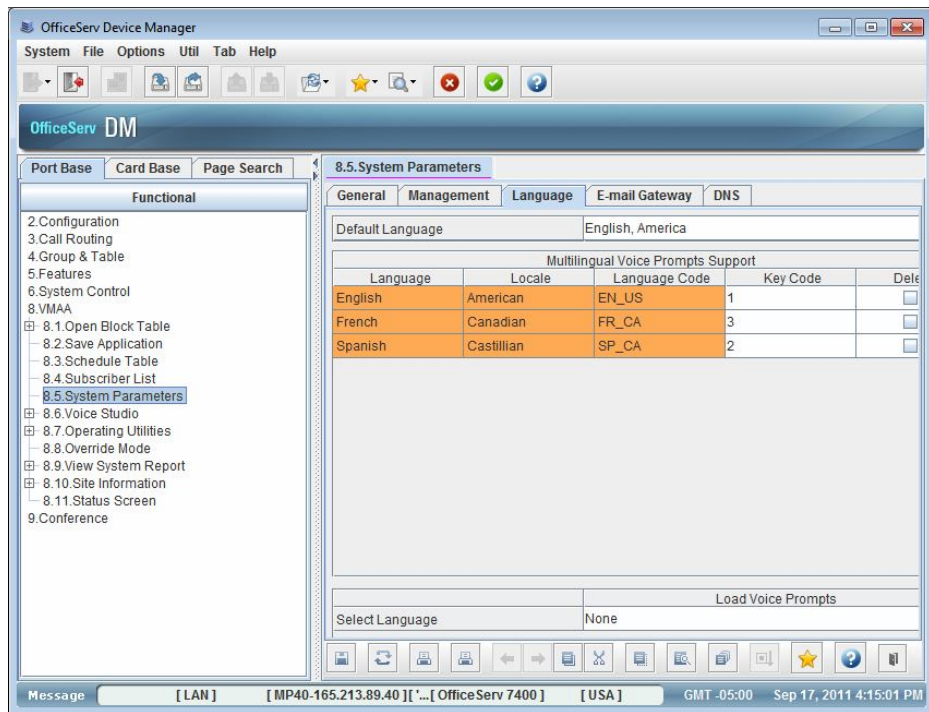 OfficeServ Device Manager
System File Options Util Tab Help
OfficeServ DM
Port Base Card Base Page Search
Functional
2.Configuration
3.Call Routing
4.Group & Table
5.Features
6.System Control
8.VMAA
8.1.Open Block Table
8.2.Save Application
8.3.Schedule Table
8.4.Subscriber List
8.5.System Parameters
8.6.Voice Studio
8.7.Operating Utilities
8.8.Override Mode
8.9.View System Report
8.10.Site Information
8.11.Status Screen
9.Conference
8.5.System Parameters
General Management Language E-mail Gateway DNS
Default Language English, America
Multilingual Voice Prompts Support
Language Locale Language Code Key Code Dele
English American EN_US 1
French Canadian FR_CA 3
Spanish Castillian SP_CA 2
Load Voice Prompts
Select Language None
Message [LAN] [MP40-165.213.89.40][ '...[ OfficeServ 7400 ] [USA] GMT -05:00 Sep 17, 2011 4:15:01 PM